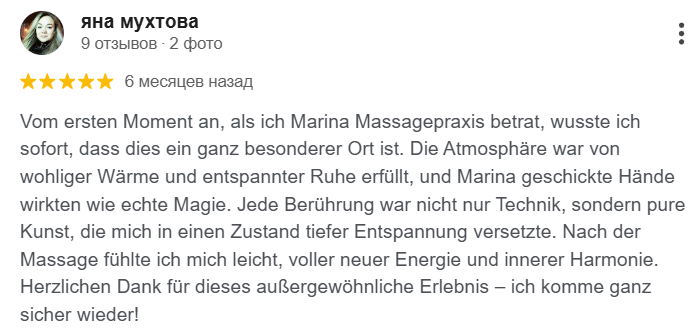 яна мухтова
9 отзывов · 2 фото
6 месяцев назад
Vom ersten Moment an, als ich Marina Massagepraxis betrat, wusste ich
sofort, dass dies ein ganz besonderer Ort ist. Die Atmosphäre war von
wohliger Wärme und entspannter Ruhe erfüllt, und Marina geschickte Hände
wirkten wie echte Magie. Jede Berührung war nicht nur Technik, sondern pure
Kunst, die mich in einen Zustand tiefer Entspannung versetzte. Nach der
Massage fühlte ich mich leicht, voller neuer Energie und innerer Harmonie.
Herzlichen Dank für dieses außergewöhnliche Erlebnis – ich komme ganz
sicher wieder!